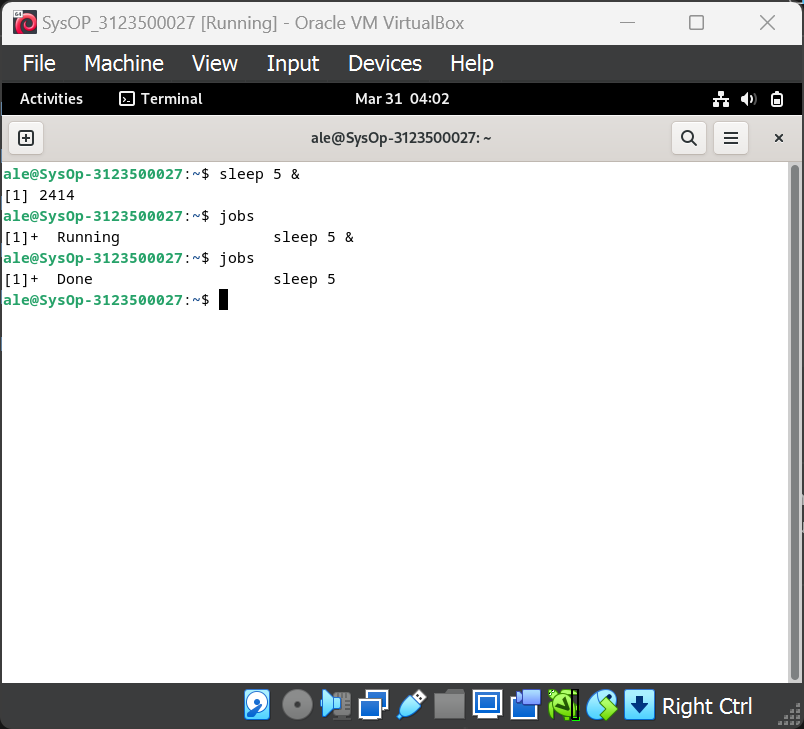 SysOP_3123500027 [Running] - Oracle VM VirtualBox
File Machine View Input Devices Help
Activities Terminal Mar 31 04:02
ale@SysOp-3123500027: ~
ale@SysOp-3123500027:~$ sleep 5 &
[1] 2414
ale@SysOp-3123500027:~$ jobs
[1]+  Running                 sleep 5 &
ale@SysOp-3123500027:~$ jobs
[1]+  Done                    sleep 5
ale@SysOp-3123500027:~$
Right Ctrl